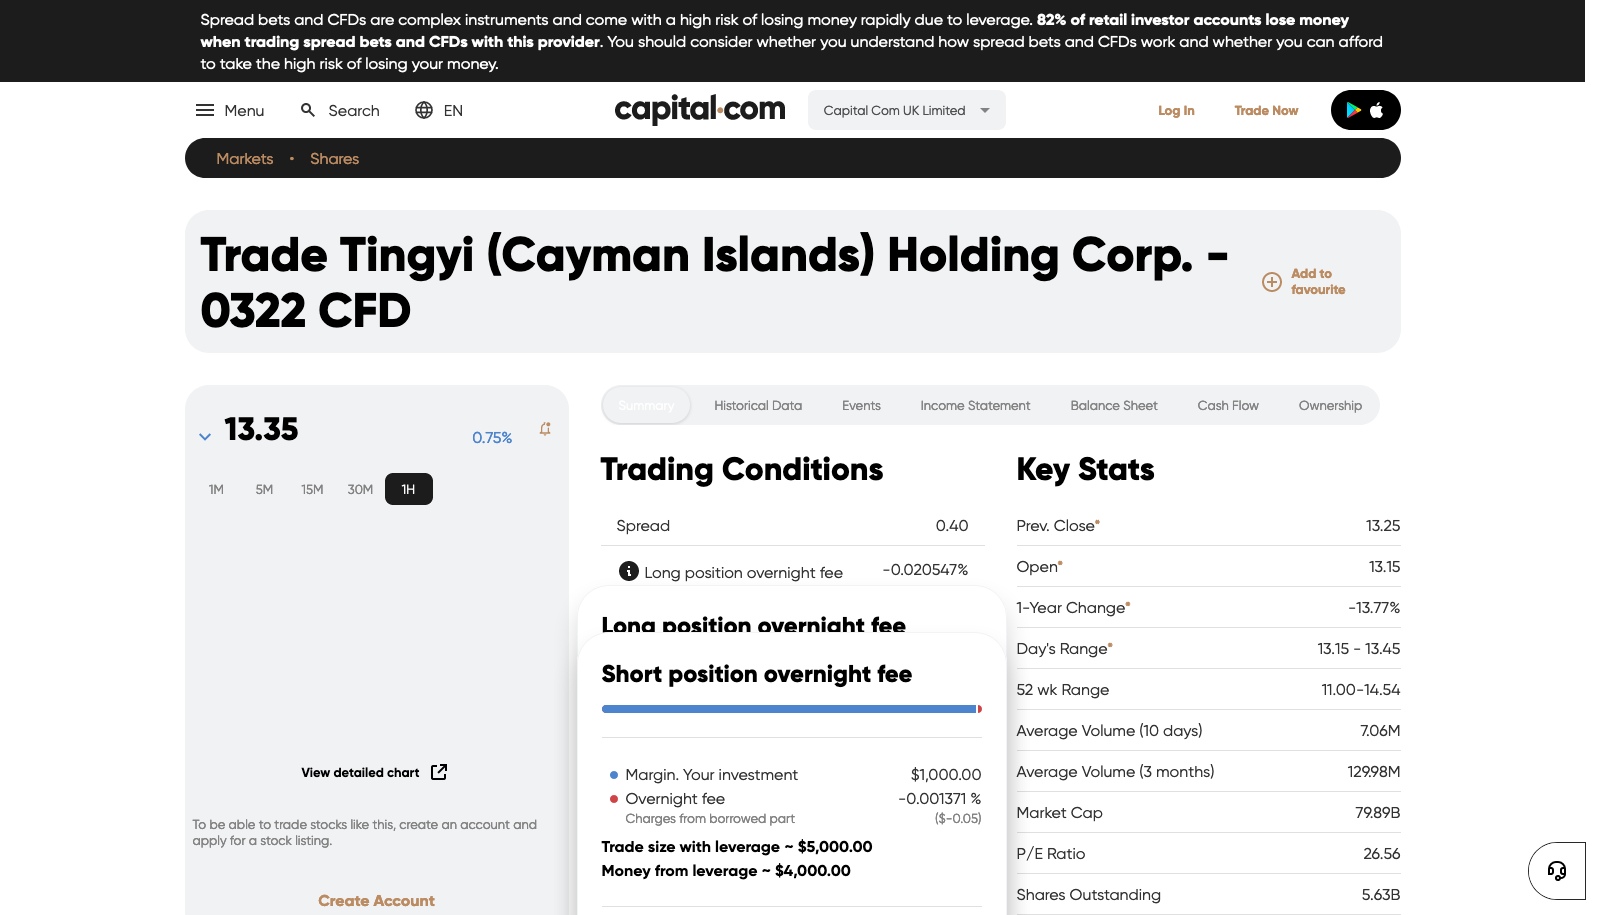 Spread bets and CFDs are complex instruments and come with a high risk of losing money rapidly due to leverage. 82% of retail investor accounts lose money
when trading spread bets and CFDs with this provider. You should consider whether you understand how spread bets and CFDs work and whether you can afford
to take the high risk of losing your money.
Menu
Search
EN
capital.com
Capital Com UK Limited
Log In
Trade Now
Markets
Shares
Trade Tingyi (Cayman Islands) Holding Corp. -
0322 CFD
Add to
favourite
13.35
0.75%
1M 5M 15M 30M 1H
View detailed chart
To be able to trade stocks like this, create an account and
apply for a stock listing.
Create Account
Summary
Historical Data
Events
Income Statement
Balance Sheet
Cash Flow
Ownership
Trading Conditions
Spread 0.40
Long position overnight fee -0.020547%
Long position overnight fee
Short position overnight fee
Margin. Your investment $1,000.00
Overnight fee -0.001371 %
Charges from borrowed part ($-0.05)
Trade size with leverage ~ $5,000.00
Money from leverage ~ $4,000.00
Key Stats
Prev. Close* 13.25
Open* 13.15
1-Year Change* -13.77%
Day's Range* 13.15 - 13.45
52 wk Range 11.00-14.54
Average Volume (10 days) 7.06M
Average Volume (3 months) 129.98M
Market Cap 79.89B
P/E Ratio 26.56
Shares Outstanding 5.63B